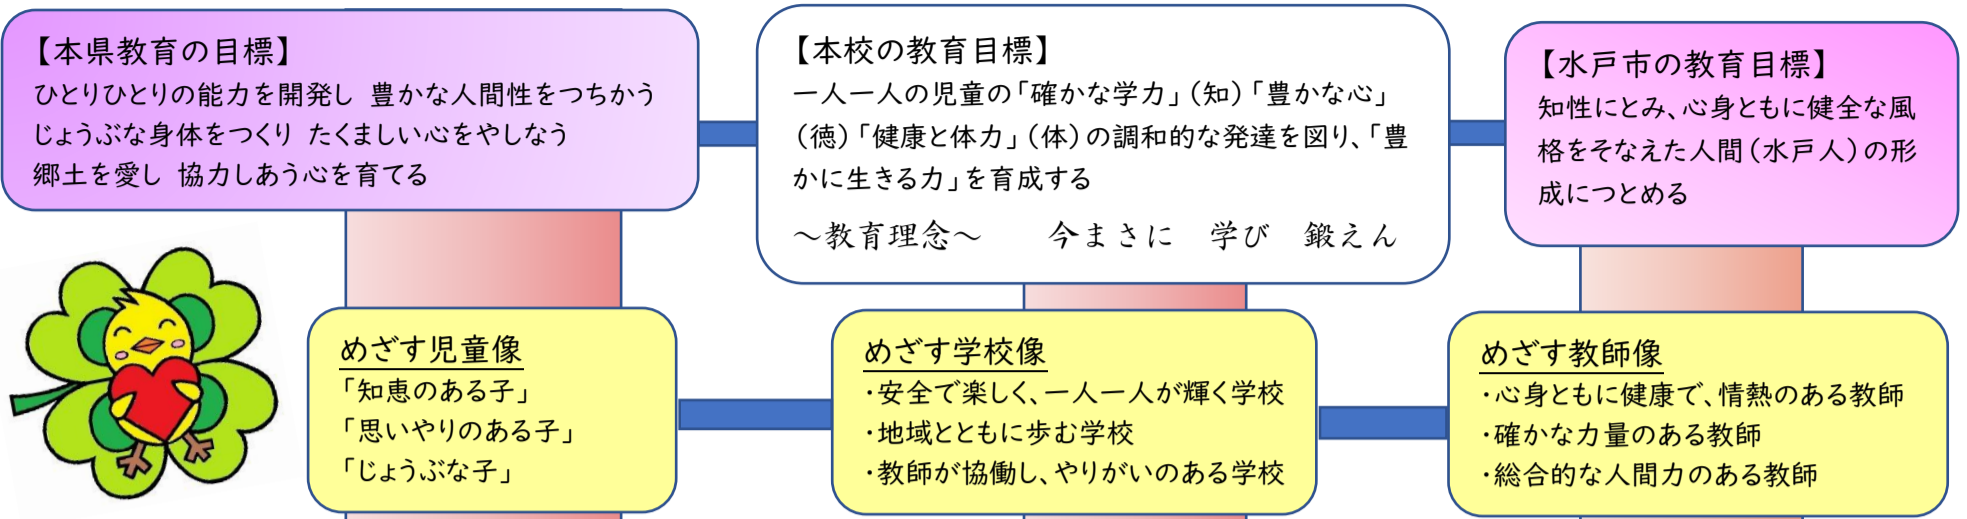 【本県教育の目標】
ひとりひとりの能力を開発し 豊かな人間性をつちかう
じょうぶな身体をつくり たくましい心をやしなう
郷土を愛し 協力しあう心を育てる
【本校の教育目標】
一人一人の児童の「確かな学力」(知)「豊かな心」
(徳)「健康と体力」(体)の調和的な発達を図り、「豊
かに生きる力」を育成する
～教育理念～　　今まさに　学び　鍛えん
【水戸市の教育目標】
知性にとみ、心身ともに健全な風
格をそなえた人間(水戸人)の形
成につとめる
めざす児童像
「知恵のある子」
「思いやりのある子」
「じょうぶな子」
めざす学校像
・安全で楽しく、一人一人が輝く学校
・地域とともに歩む学校
・教師が協働し、やりがいのある学校
めざす教師像
・心身ともに健康で、情熱のある教師
・確かな力量のある教師
・総合的な人間力のある教師